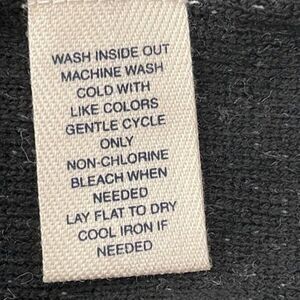 WASH INSIDE OUT
MACHINE WASH
COLD WITH
LIKE COLORS
GENTLE CYCLE
ONLY
NON-CHLORINE
BLEACH WHEN
NEEDED
LAY FLAT TO DRY
COOL IRON IF
NEEDED